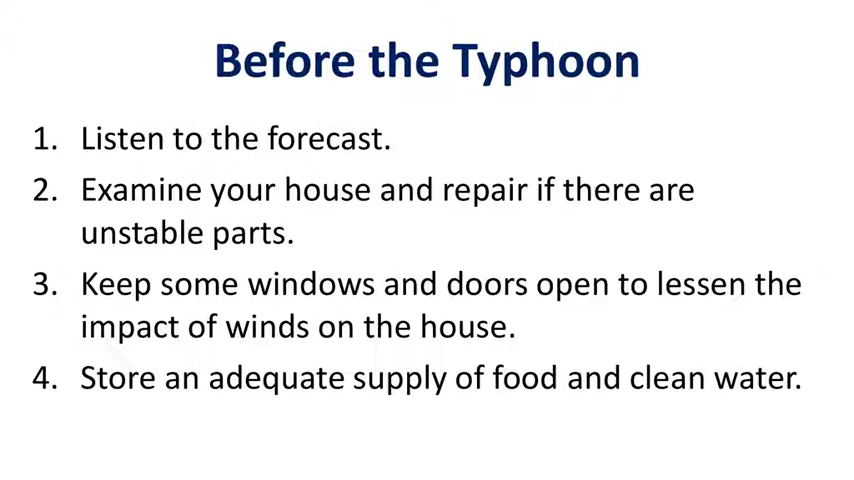 Before the Typhoon
1. Listen to the forecast.
2. Examine your house and repair if there are
unstable parts.
3. Keep some windows and doors open to lessen the
impact of winds on the house.
4. Store an adequate supply of food and clean water.